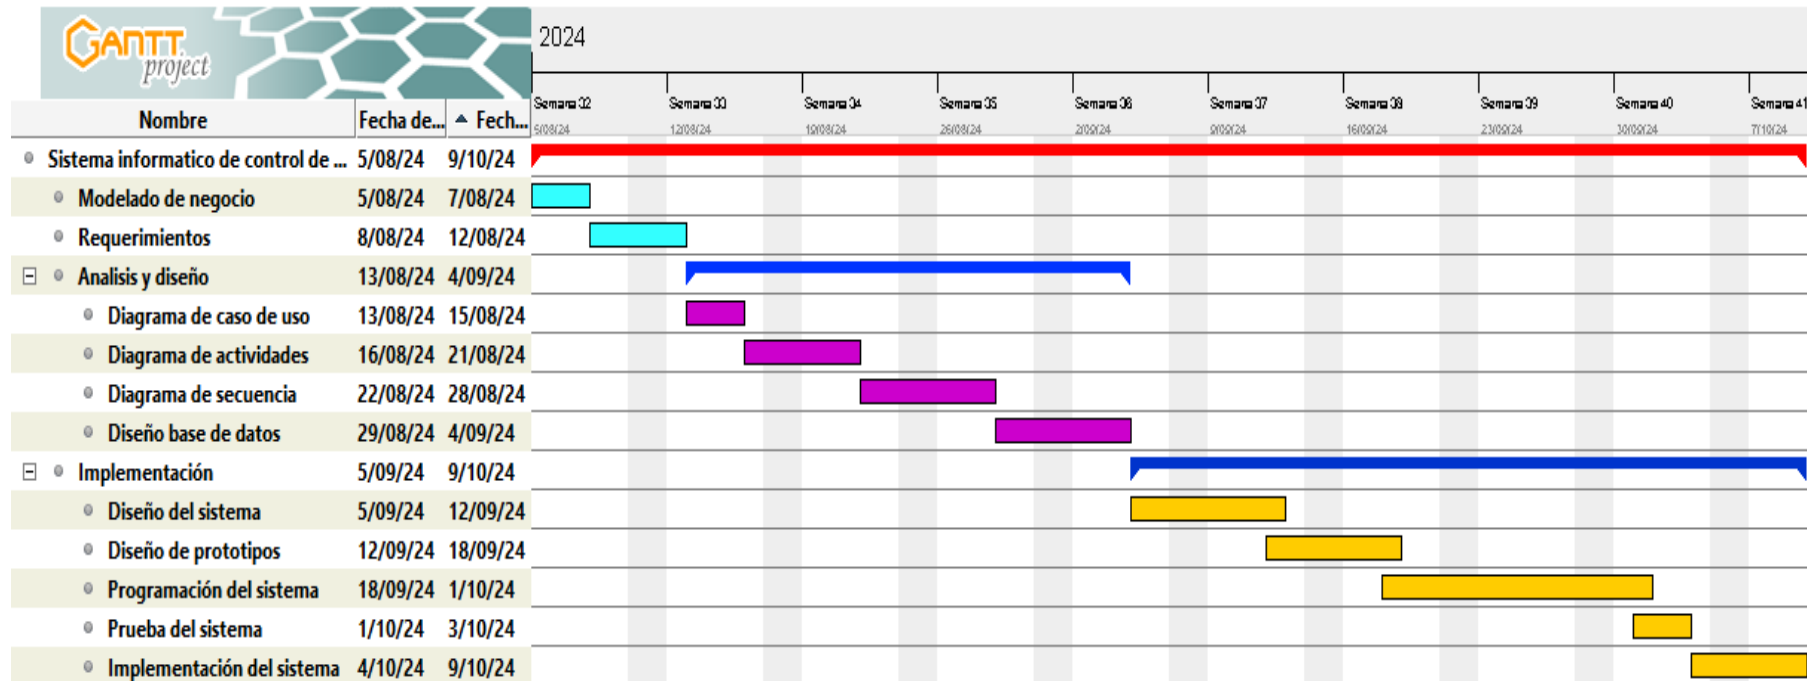 GANTT
project
2024
Semana 32 Semana 33 Semana 34 Semana 35 Semana 36 Semana 37 Semana 38 Semana 39 Semana 40 Semana 41
Nombre Fecha de... Fech...
5/08/24 12/08/24 19/08/24 26/08/24 2/09/24 9/09/24 16/09/24 23/09/24 30/09/24 7/10/24
Sistema informatico de control de ... 5/08/24 9/10/24
Modelado de negocio 5/08/24 7/08/24
Requerimientos 8/08/24 12/08/24
Analisis y diseño 13/08/24 4/09/24
Diagrama de caso de uso 13/08/24 15/08/24
Diagrama de actividades 16/08/24 21/08/24
Diagrama de secuencia 22/08/24 28/08/24
Diseño base de datos 29/08/24 4/09/24
Implementación 5/09/24 9/10/24
Diseño del sistema 5/09/24 12/09/24
Diseño de prototipos 12/09/24 18/09/24
Programación del sistema 18/09/24 1/10/24
Prueba del sistema 1/10/24 3/10/24
Implementación del sistema 4/10/24 9/10/24